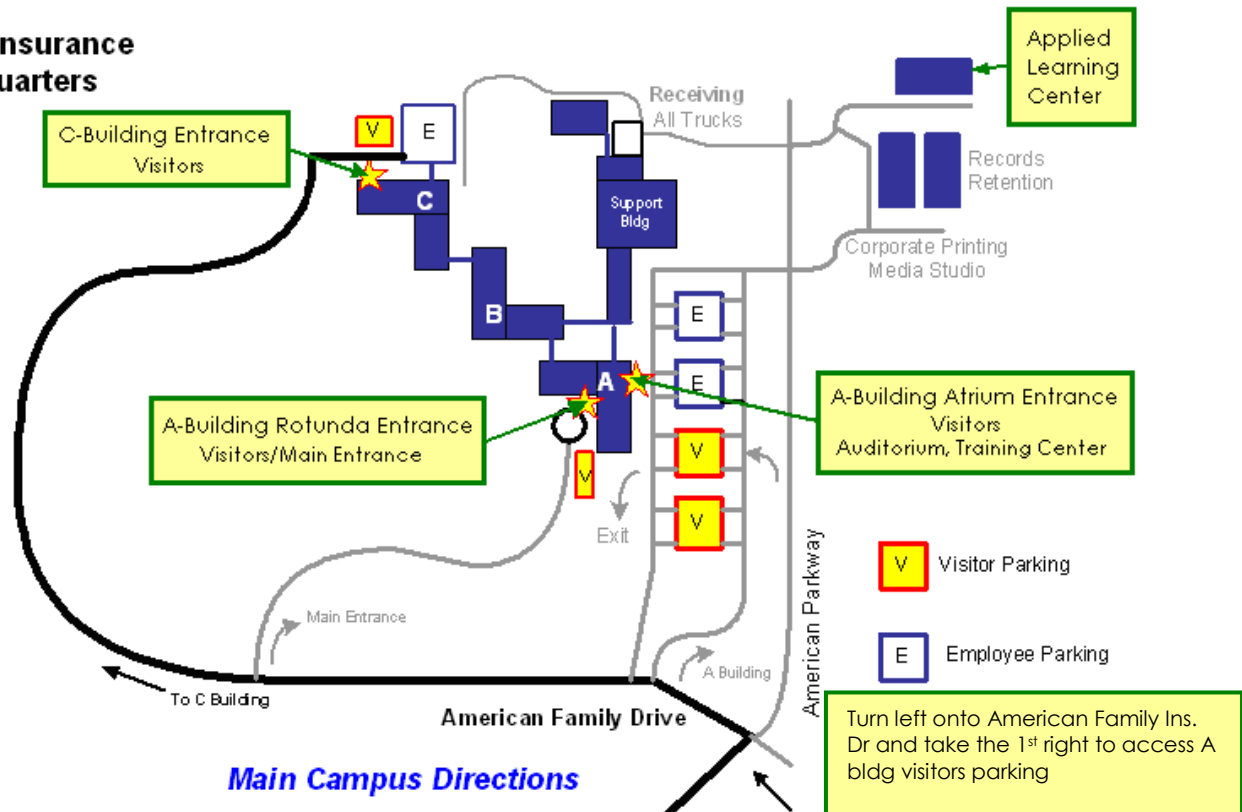 nsurance
uarters
C-Building Entrance
Visitors
V
E
C
Receiving
All Trucks
Applied
Learning
Center
Records
Retention
Support
Bldg
Corporate Printing
Media Studio
B
E
A
E
A-Building Rotunda Entrance
Visitors/Main Entrance
A-Building Atrium Entrance
Visitors
Auditorium, Training Center
V
V
Exit
V
American Parkway
V Visitor Parking
E Employee Parking
Main Entrance
A Building
To C Building
American Family Drive
Turn left onto American Family Ins.
Dr and take the 1st right to access A
bldg visitors parking
Main Campus Directions